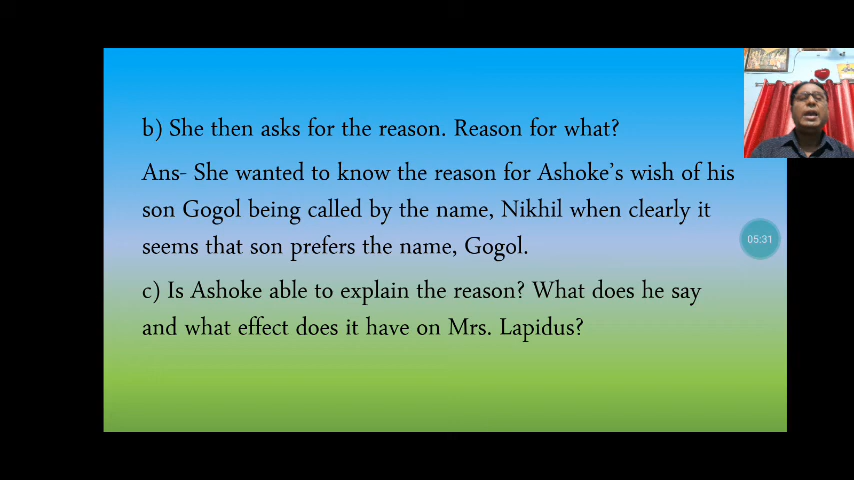 b) She then asks for the reason. Reason for what?
Ans- She wanted to know the reason for Ashoke's wish of his
son Gogol being called by the name, Nikhil when clearly it
seems that son prefers the name, Gogol.
05:31
c) Is Ashoke able to explain the reason? What does he say
and what effect does it have on Mrs. Lapidus?